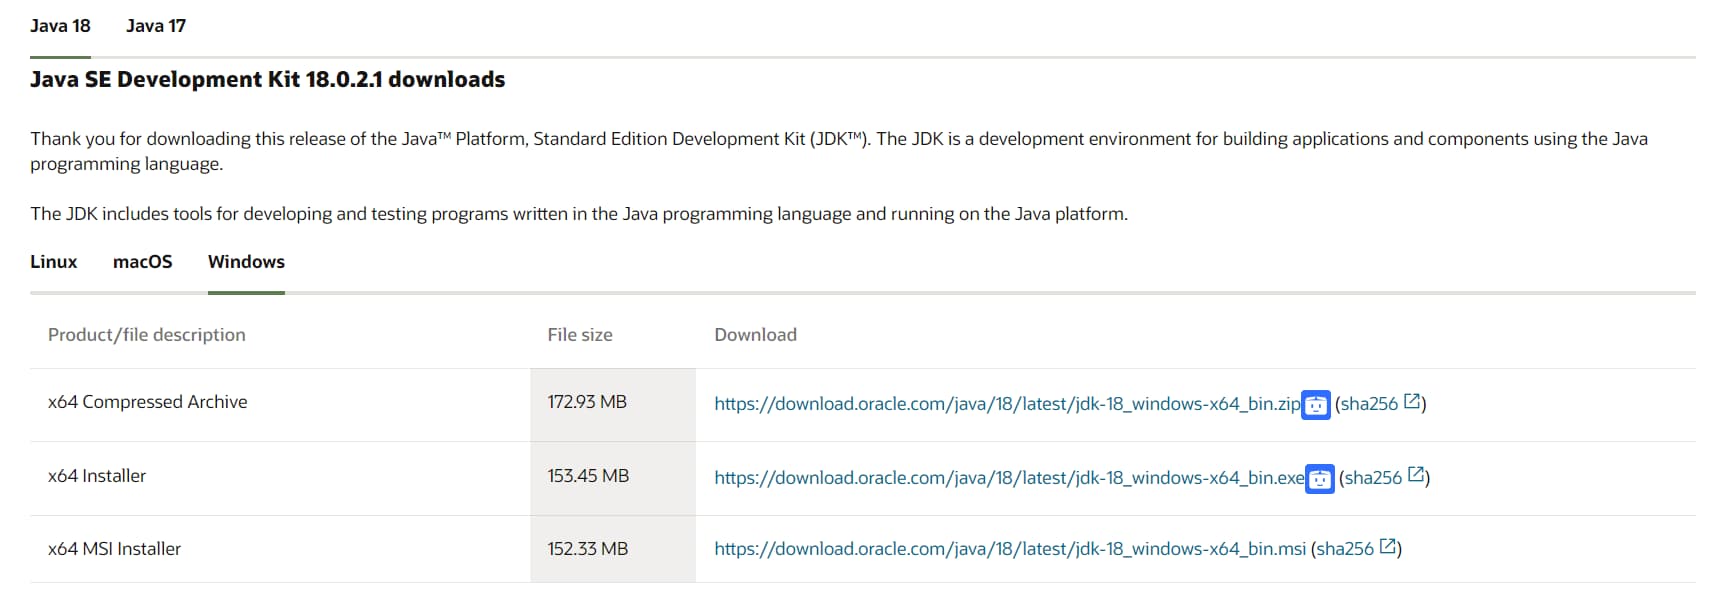 Java 18 Java 17
Java SE Development Kit 18.0.2.1 downloads
Thank you for downloading this release of the Java™ Platform, Standard Edition Development Kit (JDK™). The JDK is a development environment for building applications and components using the Java
programming language.
The JDK includes tools for developing and testing programs written in the Java programming language and running on the Java platform.
Linux macOS Windows
Product/file description File size Download
x64 Compressed Archive 172.93 MB https://download.oracle.com/java/18/latest/jdk-18_windows-x64_bin.zip (sha256)
x64 Installer 153.45 MB https://download.oracle.com/java/18/latest/jdk-18_windows-x64_bin.exe (sha256)
x64 MSI Installer 152.33 MB https://download.oracle.com/java/18/latest/jdk-18_windows-x64_bin.msi (sha256)